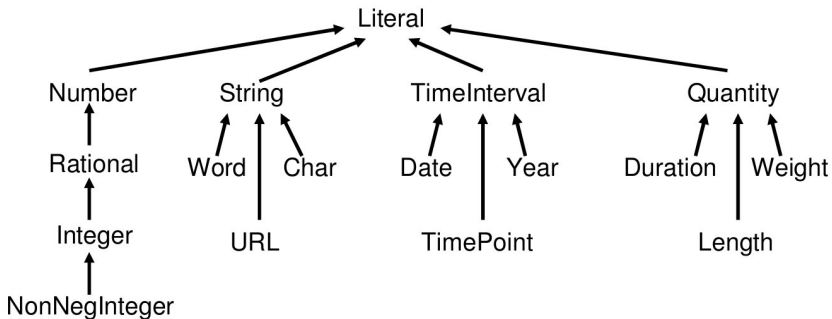 Literal
Number String TimeInterval Quantity
Rational Word Char Date Year Duration Weight
Integer URL TimePoint Length
NonNegInteger